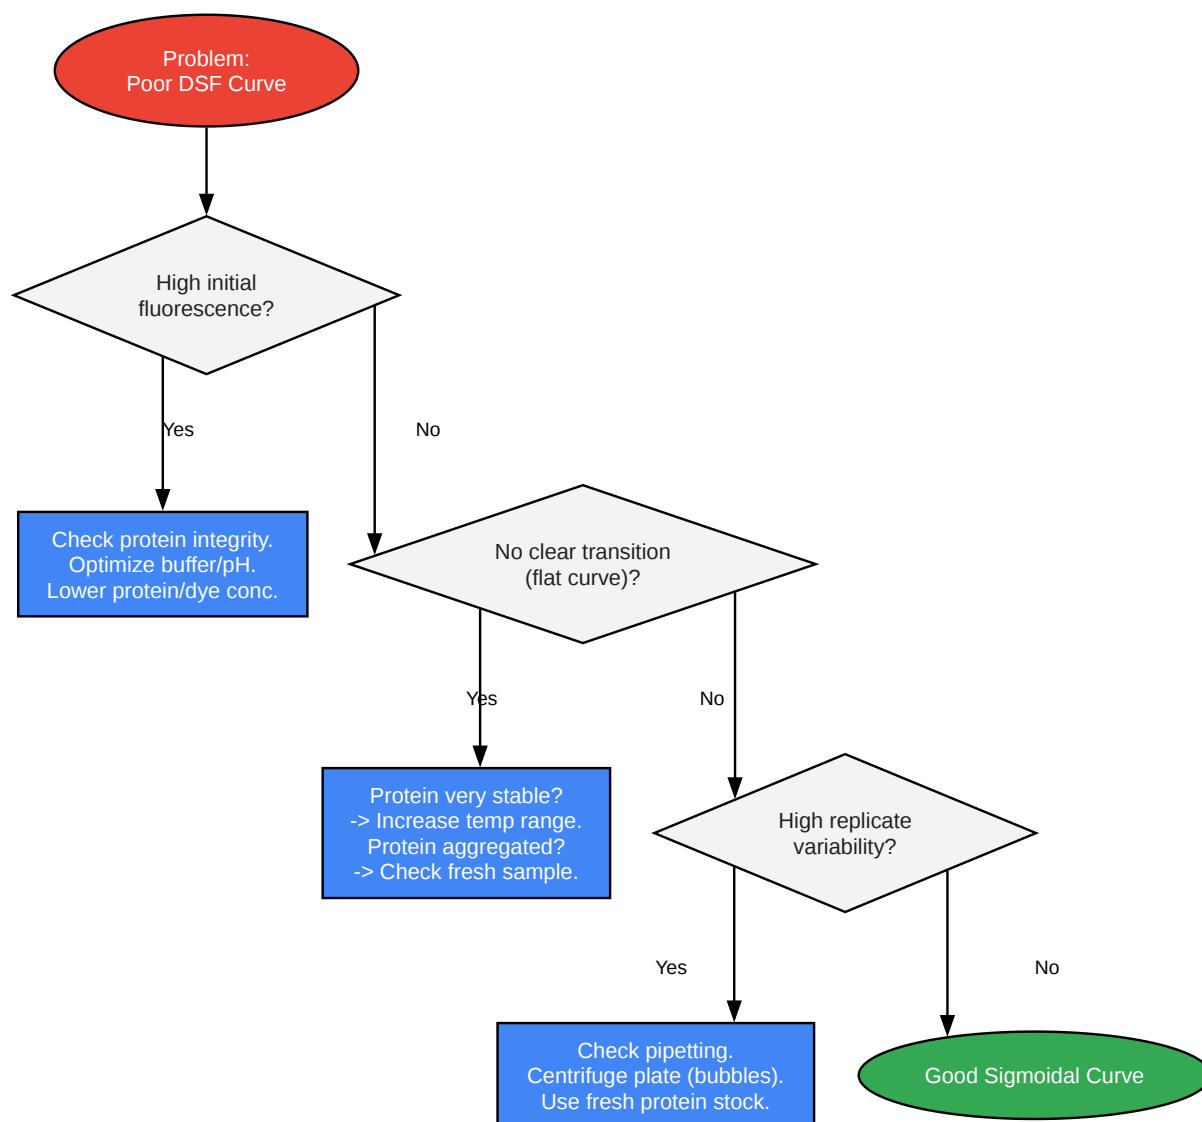 Problem:
Poor DSF Curve
High initial
fluorescence?
Yes
No
Check protein integrity.
Optimize buffer/pH.
Lower protein/dye conc.
No clear transition
(flat curve)?
Yes
No
Protein very stable?
-> Increase temp range.
Protein aggregated?
-> Check fresh sample.
High replicate
variability?
Yes
No
Check pipetting.
Centrifuge plate (bubbles).
Use fresh protein stock.
Good Sigmoidal Curve